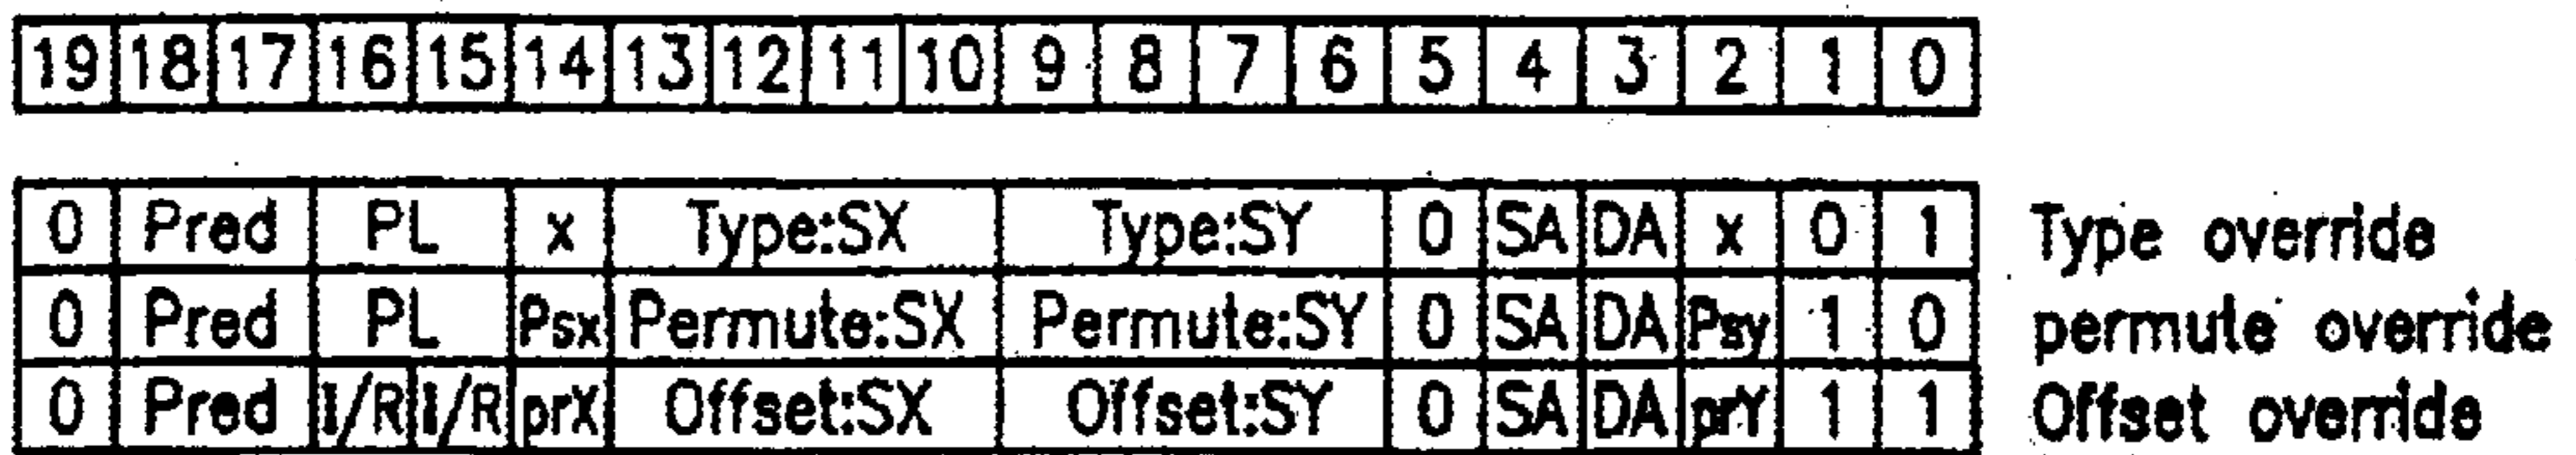 19 18 17 16 15 14 13 12 11 10 9 8 7 6 5 4 3 2 1 0
0 Pred PL x Type:SX Type:SY 0 SA DA x 0 1 Type override
0 Pred PL Psx Permute:SX Permute:SY 0 SA DA Psy 1 0 permute override
0 Pred I/R I/R prX Offset:SX Offset:SY 0 SA DA prY 1 1 Offset override